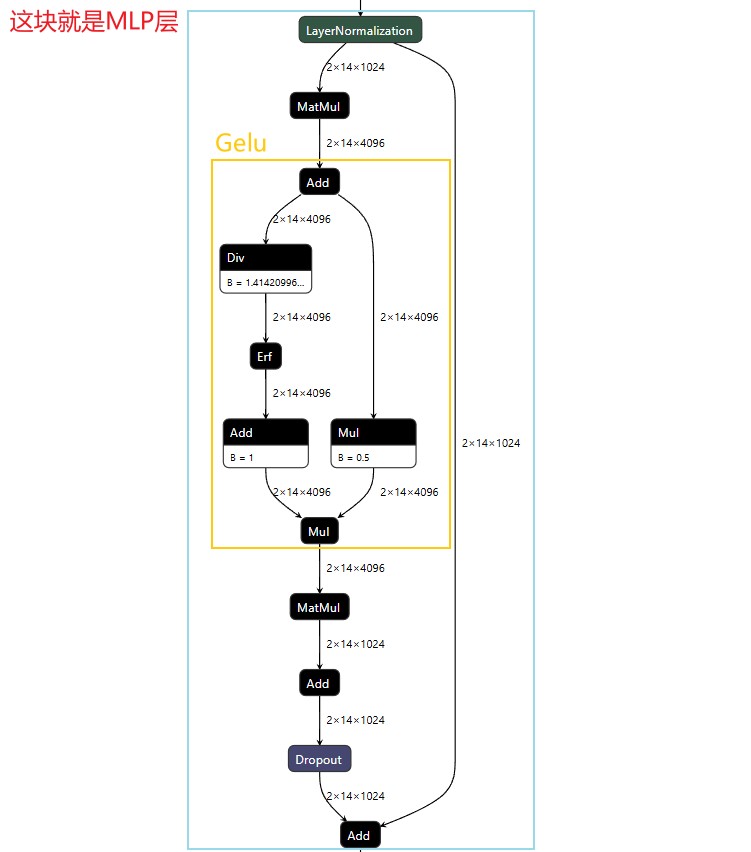 这块就是MLP层
LayerNormalization
2×14×1024
MatMul
2×14×4096
Gelu
Add
2×14×4096
Div
B = 1.41420996...
2×14×4096
2×14×4096
Erf
2×14×4096
Add
B = 1
Mul
B = 0.5
2×14×1024
2×14×4096
2×14×4096
Mul
2×14×4096
MatMul
2×14×1024
Add
2×14×1024
Dropout
2×14×1024
Add